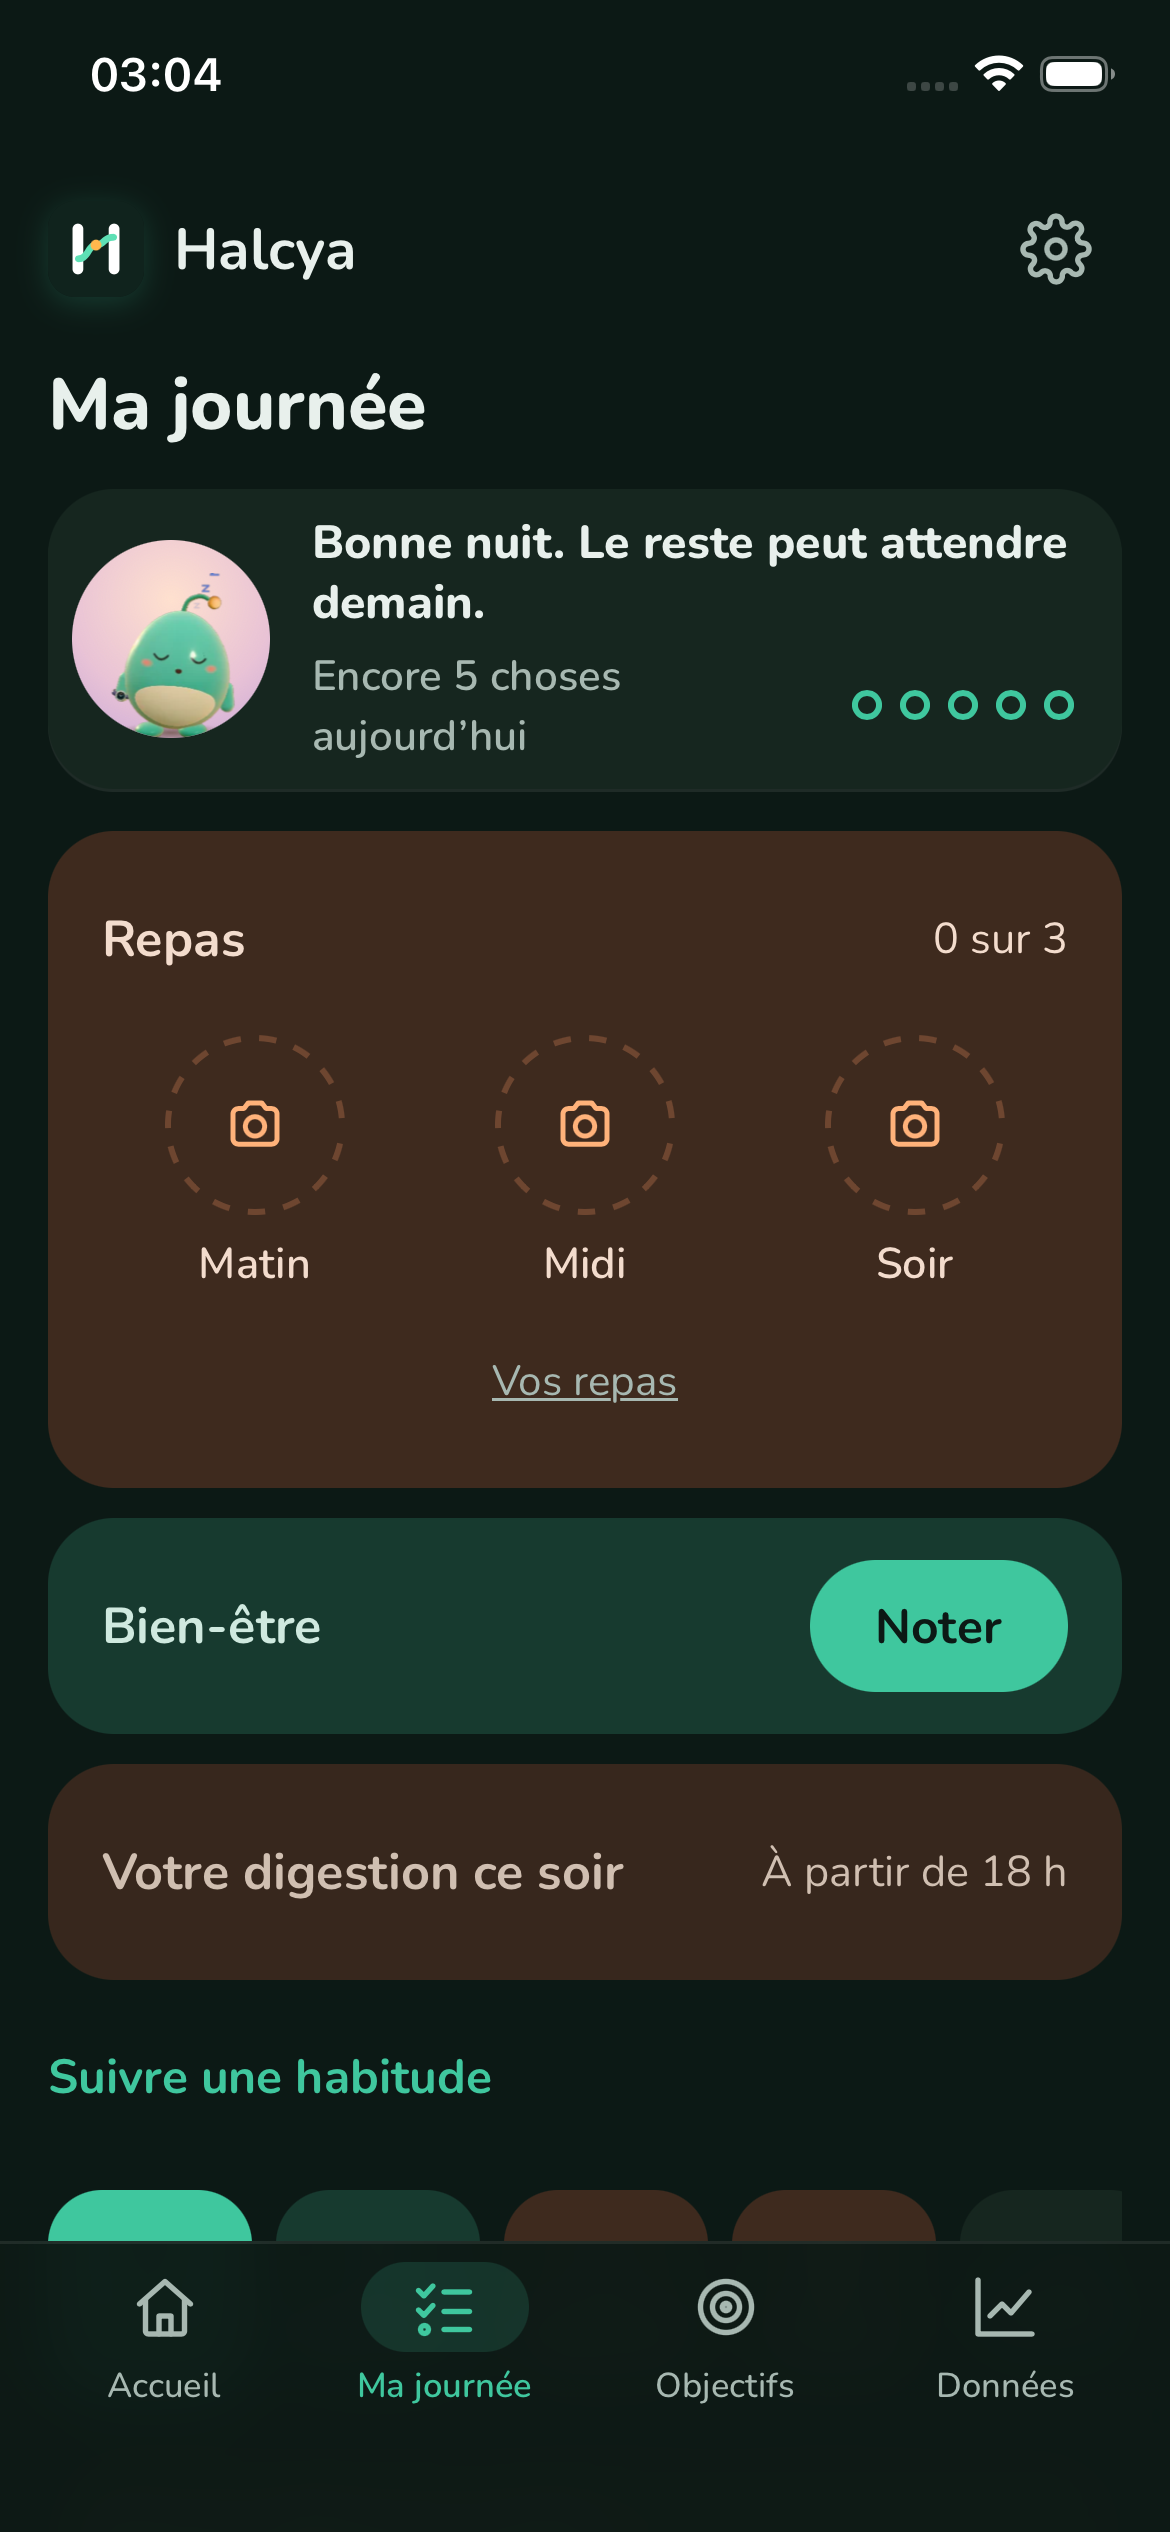 03:04
Halcya
Ma journée
Bonne nuit. Le reste peut attendre
demain.
Encore 5 choses
aujourd’hui
Repas
0 sur 3
Matin
Midi
Soir
Vos repas
Bien-être
Noter
Votre digestion ce soir
À partir de 18 h
Suivre une habitude
Accueil
Ma journée
Objectifs
Données